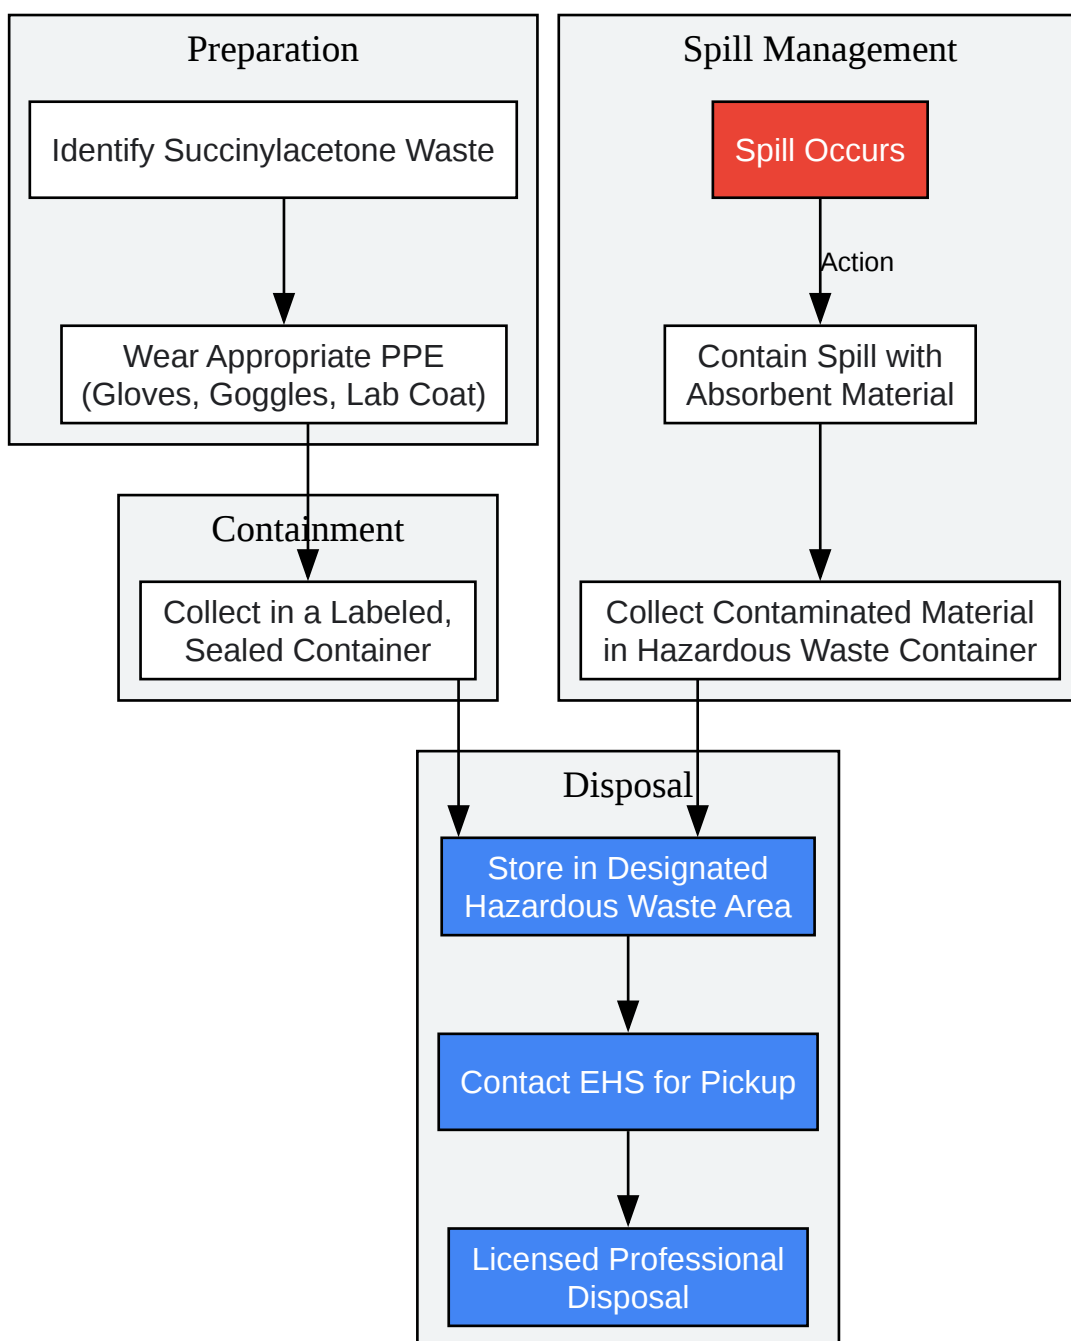 Preparation
Identify Succinylacetone Waste
Wear Appropriate PPE
(Gloves, Goggles, Lab Coat)
Containment
Collect in a Labeled,
Sealed Container
Spill Management
Spill Occurs
Action
Contain Spill with
Absorbent Material
Collect Contaminated Material
in Hazardous Waste Container
Disposal
Store in Designated
Hazardous Waste Area
Contact EHS for Pickup
Licensed Professional
Disposal